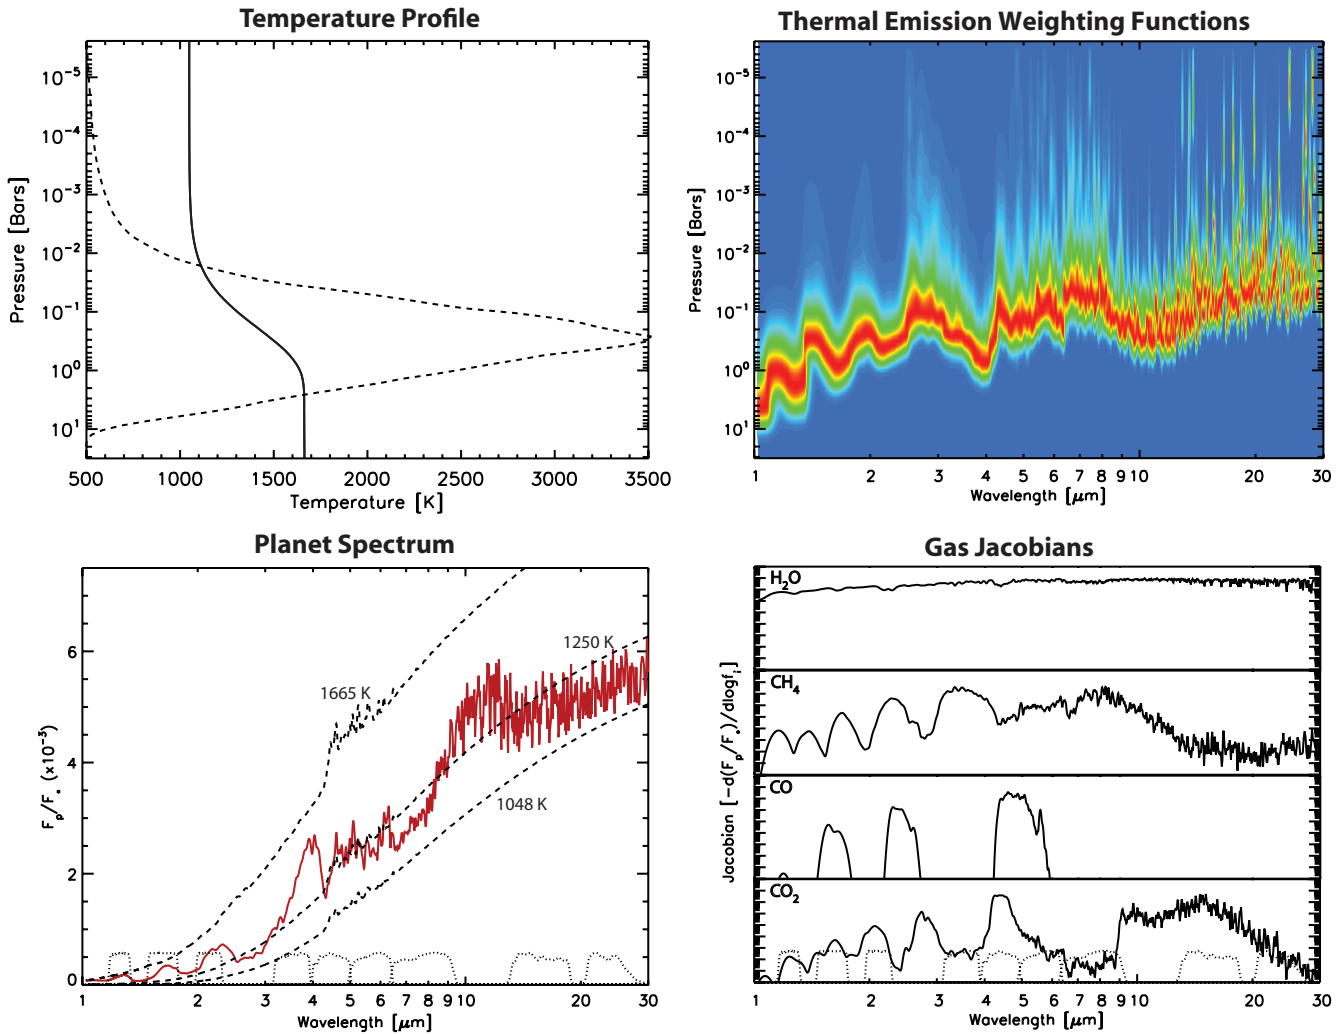 Temperature Profile
Pressure [Bars]
10⁻⁵
10⁻⁴
10⁻³
10⁻²
10⁻¹
10⁰
10¹
500 1000 1500 2000 2500 3000 3500
Temperature [K]
Thermal Emission Weighting Functions
Pressure [Bars]
10⁻⁵
10⁻⁴
10⁻³
10⁻²
10⁻¹
10⁰
10¹
1 2 3 4 5 6 7 8 9 10 20 30
Wavelength [μm]
Planet Spectrum
Fₚ/F⋆ (x10⁻³)
6
4
2
0
1665 K
1250 K
1048 K
1 2 3 4 5 6 7 8 9 10 20 30
Wavelength [μm]
Gas Jacobians
Jacobian [-d(Fₚ/F⋆)/dlogfᵢ]
H₂O
CH₄
CO
CO₂
1 2 3 4 5 6 7 8 9 10 20 30
Wavelength [μm]